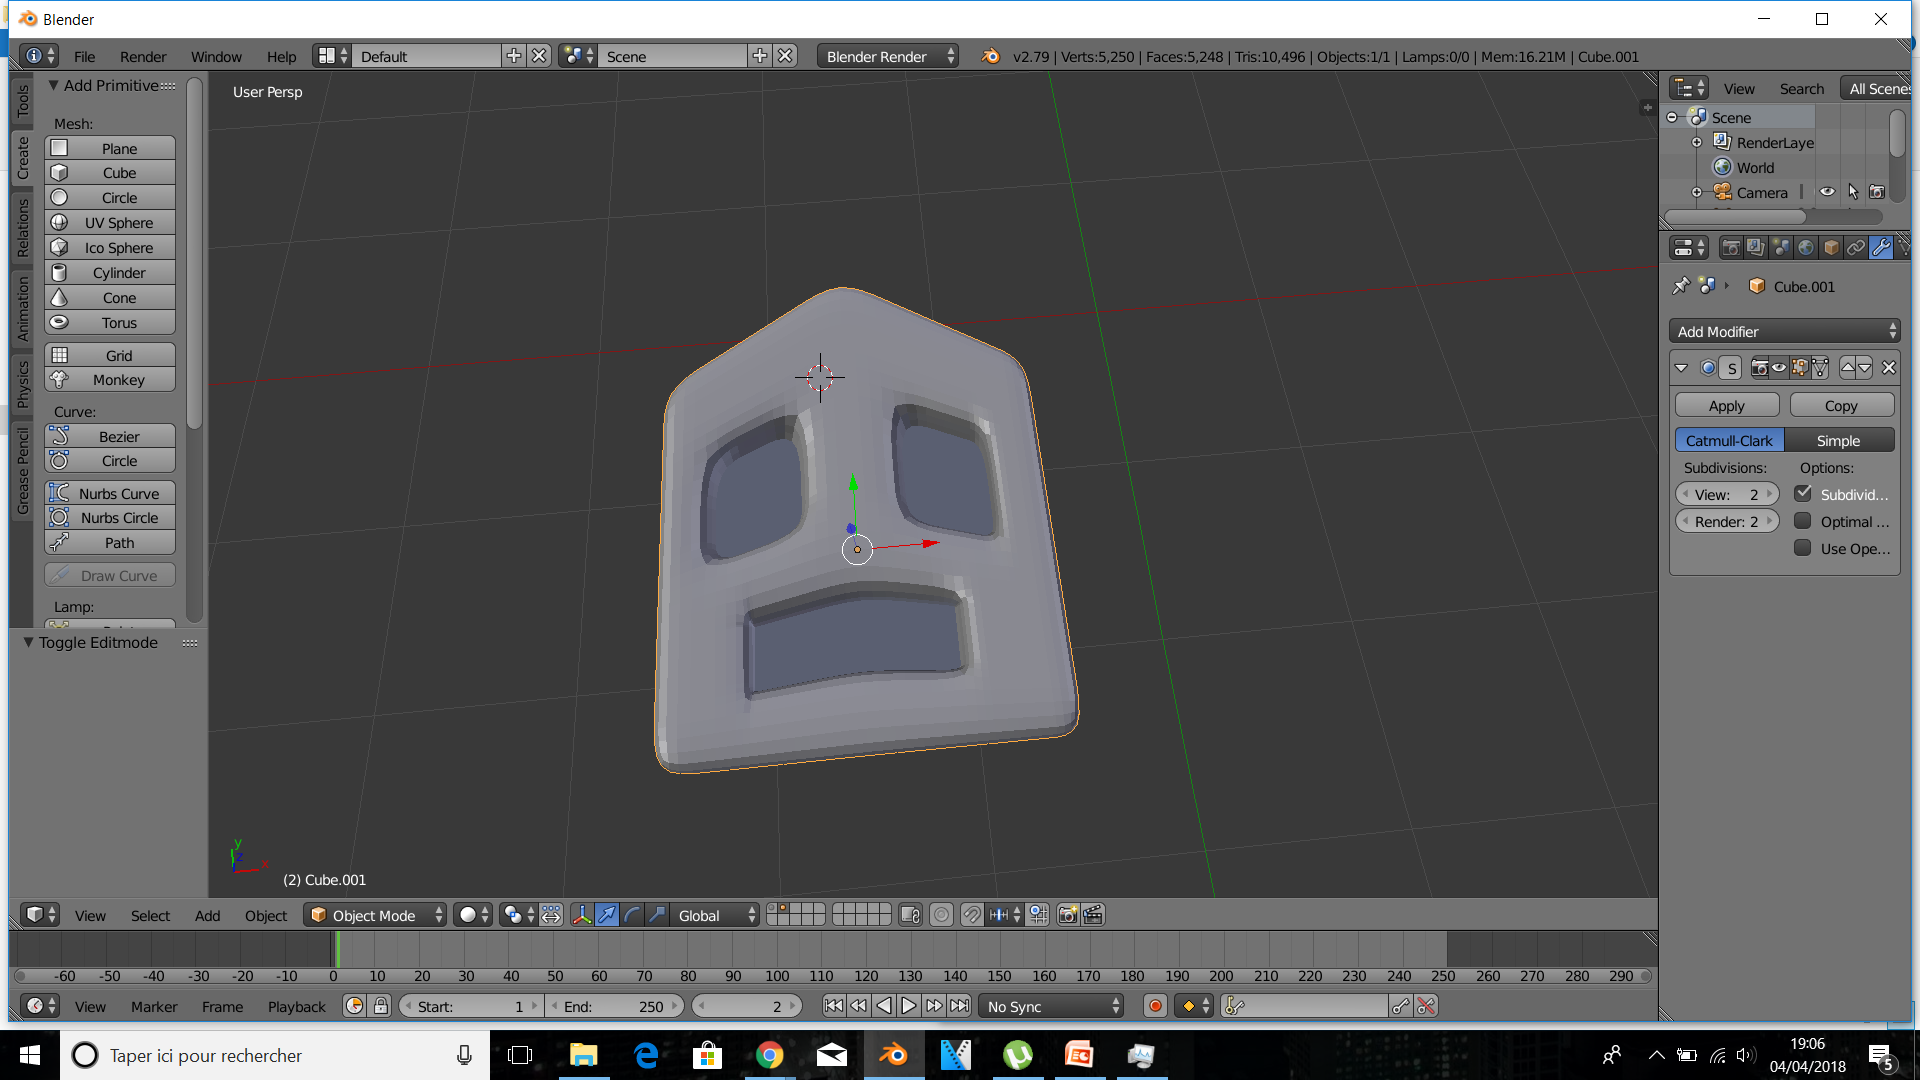 Blender
File Render Window Help Default Scene Blender Render v2.79 | Verts:5,250 | Faces:5,248 | Tris:10,496 | Objects:1/1 | Lamps:0/0 | Mem:16.21M | Cube.001
Tools
Create
Relations
Animation
Physics
Grease Pencil
Add Primitive
Mesh:
Plane
Cube
Circle
UV Sphere
Ico Sphere
Cylinder
Cone
Torus
Grid
Monkey
Curve:
Bezier
Circle
Nurbs Curve
Nurbs Circle
Path
Draw Curve
Lamp:
Toggle Editmode
User Persp
y
z
x
(2) Cube.001
View Search All Scenes
Scene
RenderLaye
World
Camera
Cube.001
Add Modifier
S
Apply Copy
Catmull-Clark Simple
Subdivisions: Options:
View: 2 Subdivid...
Render: 2 Optimal ...
Use Ope...
View Select Add Object Object Mode Global
-60 -50 -40 -30 -20 -10 0 10 20 30 40 50 60 70 80 90 100 110 120 130 140 150 160 170 180 190 200 210 220 230 240 250 260 270 280 290
View Marker Frame Playback Start: 1 End: 250 2 No Sync
Taper ici pour rechercher
19:06
04/04/2018
5